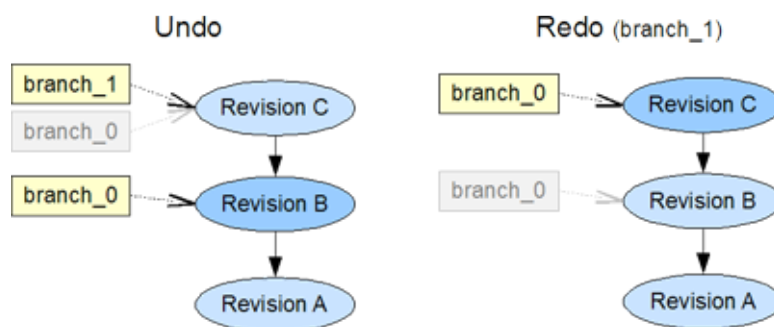 Undo
branch_1
branch_0
Revision C
branch_0
Revision B
Revision A
Redo (branch_1)
branch_0
Revision C
branch_0
Revision B
Revision A